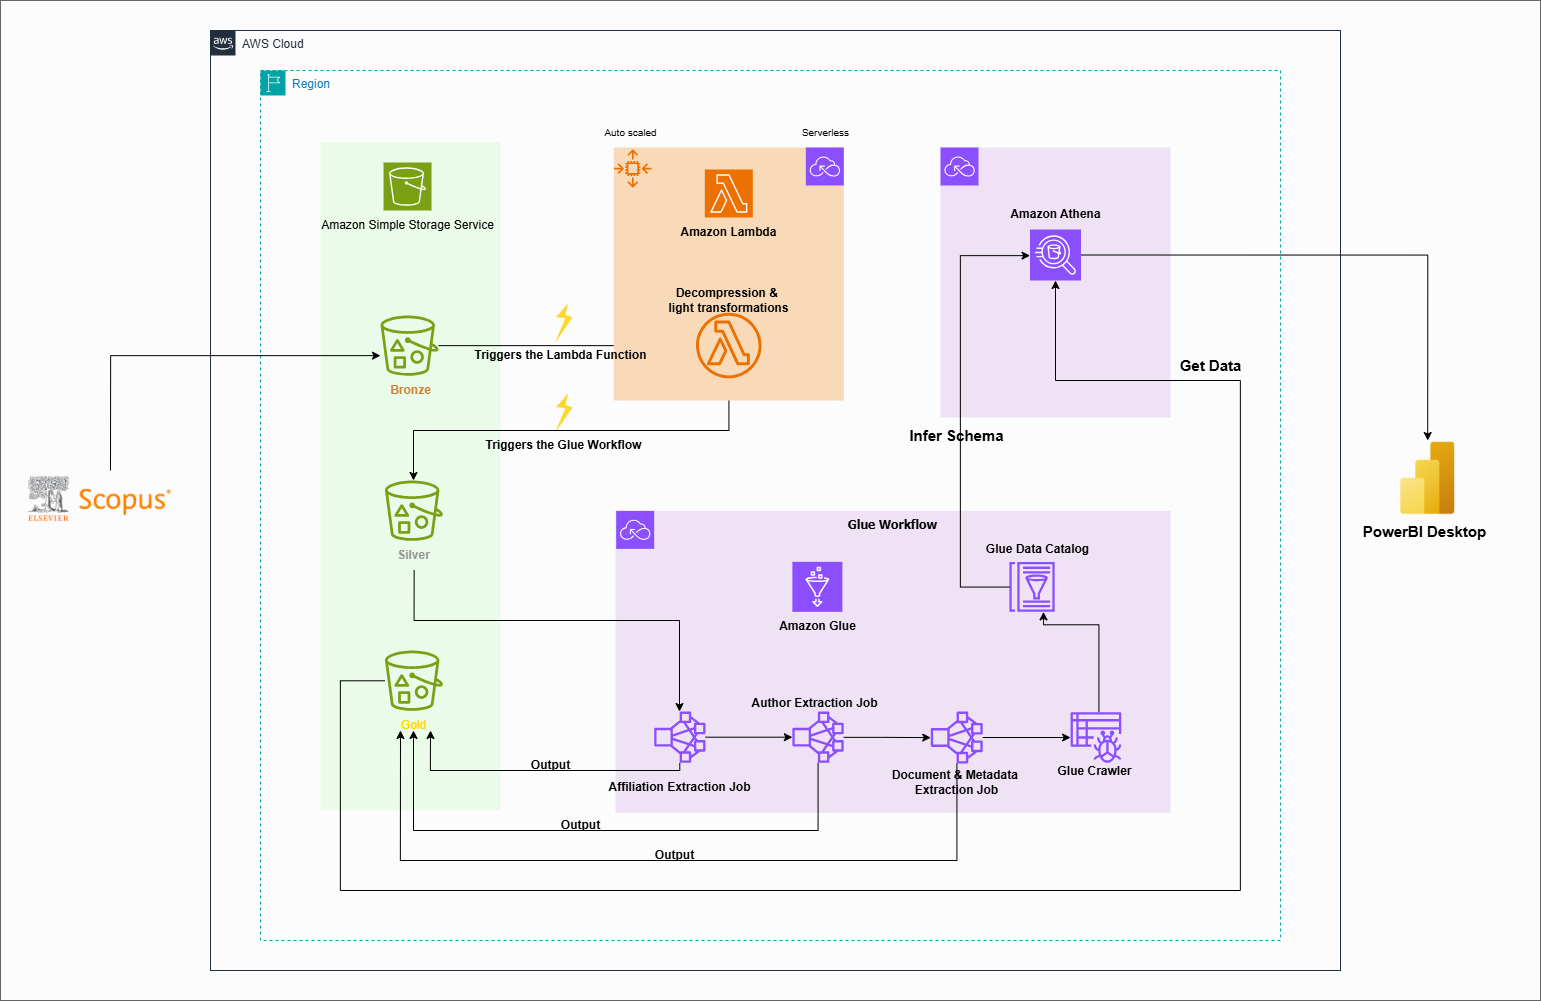 aws
AWS Cloud
Region
Auto scaled
Serverless
Amazon Simple Storage Service
Amazon Lambda
Amazon Athena
Decompression &
light transformations
Triggers the Lambda Function
Bronze
Get Data
Triggers the Glue Workflow
Infer Schema
ELSEVIER
Scopus®
Silver
Glue Workflow
PowerBI Desktop
Glue Data Catalog
Amazon Glue
Gold
Author Extraction Job
Output
Affiliation Extraction Job
Document & Metadata
Extraction Job
Glue Crawler
Output
Output